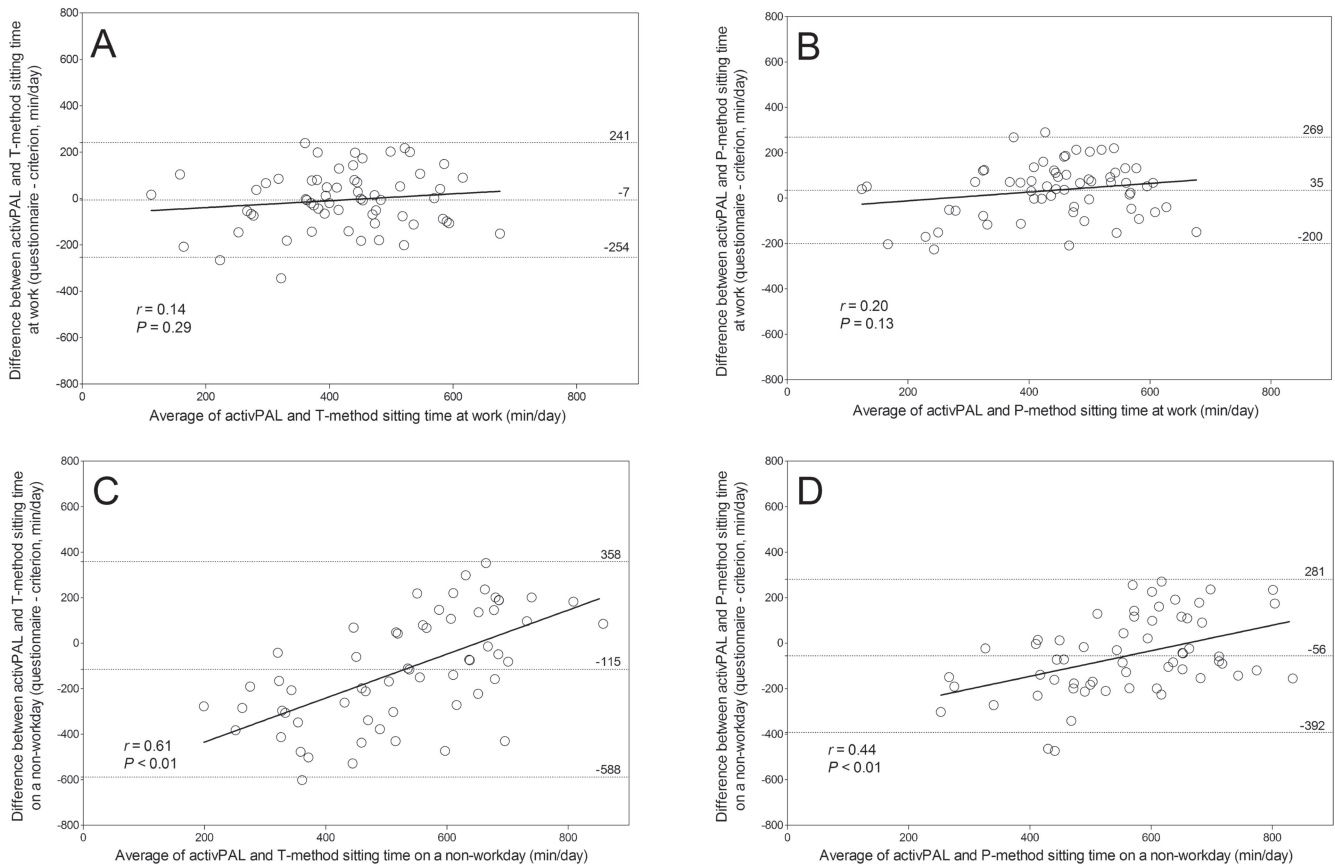 A
Difference between activPAL and T-method sitting time
at work (questionnaire - criterion, min/day)
800
600
400
200
0
-200
-400
-600
-800
241
-7
-254
r = 0.14
P = 0.29
0
200
400
600
800
Average of activPAL and T-method sitting time at work (min/day)
B
Difference between activPAL and P-method sitting time
at work (questionnaire - criterion, min/day)
800
600
400
200
0
-200
-400
-600
-800
269
35
-200
r = 0.20
P = 0.13
0
200
400
600
800
Average of activPAL and P-method sitting time at work (min/day)
C
Difference between activPAL and T-method sitting time
on a non-workday (questionnaire - criterion, min/day)
800
600
400
200
0
-200
-400
-600
-800
358
-115
-588
r = 0.61
P < 0.01
0
200
400
600
800
Average of activPAL and T-method sitting time on a non-workday (min/day)
D
Difference between activPAL and P-method sitting time
on a non-workday (questionnaire - criterion, min/day)
800
600
400
200
0
-200
-400
-600
-800
281
-56
-392
r = 0.44
P < 0.01
0
200
400
600
800
Average of activPAL and P-method sitting time on a non-workday (min/day)